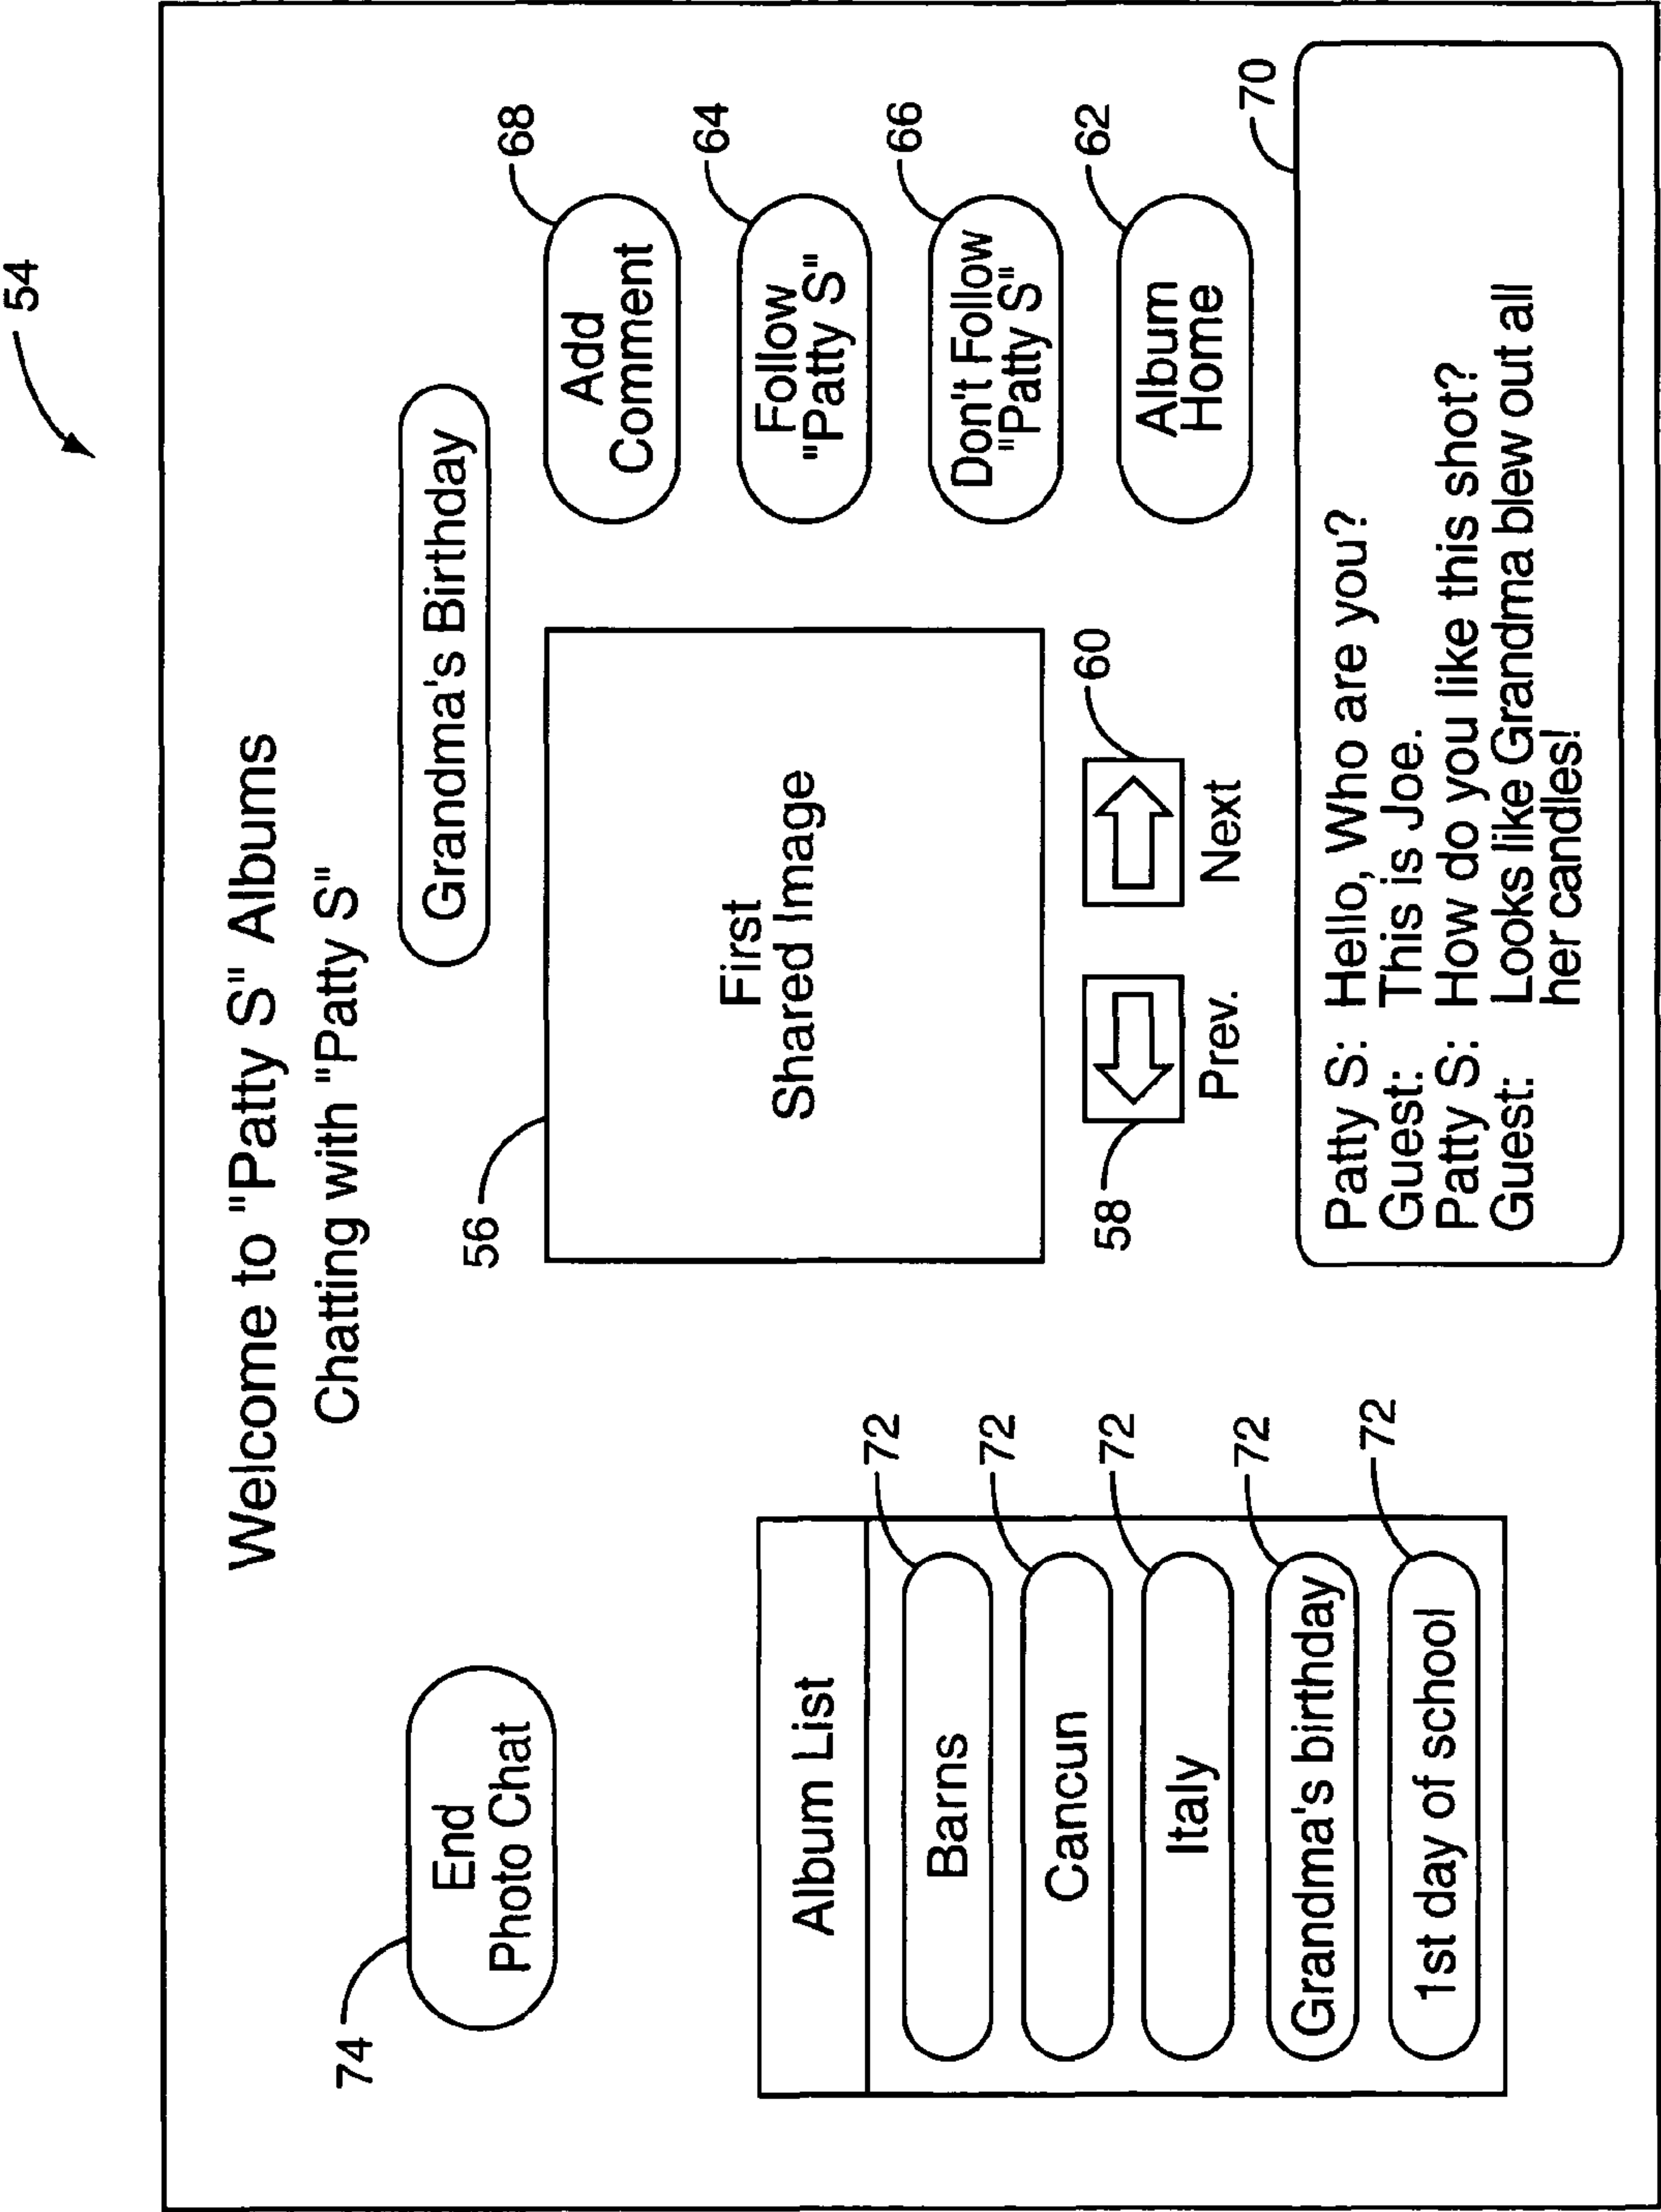 54
Welcome to "Patty S" Albums
Chatting with "Patty S"
74
End
Photo Chat
Grandma's Birthday
56
First
Shared Image
68
Add
Comment
64
Follow
"Patty S"
66
Don't Follow
"Patty S"
62
Album
Home
58
Prev.
60
Next
Album List
72
Barns
72
Cancun
72
Italy
72
Grandma's birthday
72
1st day of school
70
Patty S: Hello, Who are you?
Guest: This is Joe.
Patty S: How do you like this shot?
Guest: Looks like Grandma blew out all
her candles!